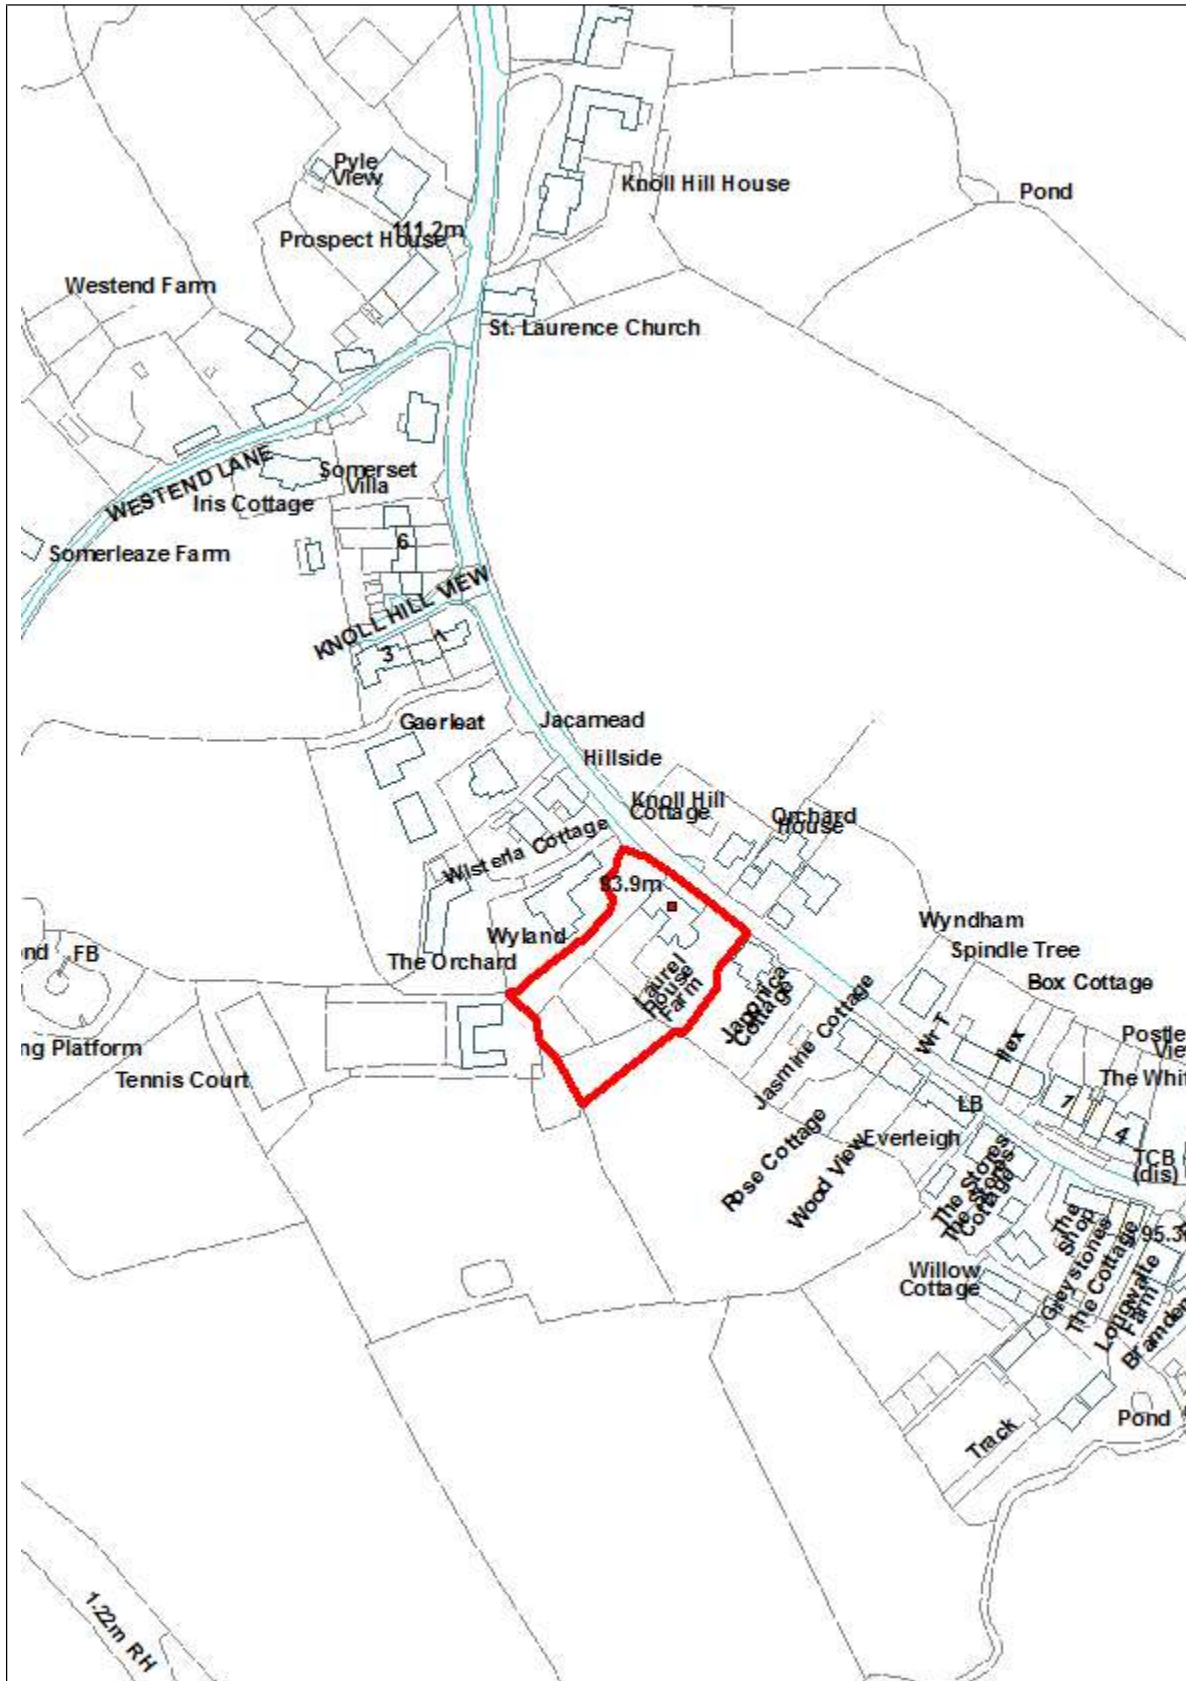 Pyle
View
Knoll Hill House
Pond
111.2m
Prospect House
Westend Farm
St. Laurence Church
WESTEND LANE
Somerset
Villa
Iris Cottage
6
Somerleaze Farm
KNOLL HILL VIEW
1
3
Gaerleat
Jacamead
Hillside
Knoll Hill
Cottage
Orchard
House
Wisteria Cottage
93.9m
Wyland
The Orchard
FB
Laurel
House
Farm
Japonica
Cottage
Jasmine Cottage
Wyndham
Spindle Tree
Box Cottage
Wr T
Ilex
ng Platform
Tennis Court
The Whit
7
4
LB
TCB
(dis)
Rose Cottage
Wood View
Everleigh
The Stores
The Stores
Cottage
The
Shop
Greystones
The Cottage
95.3
Willow
Cottage
Farm
Bramden
Pond
Track
1.22m RH